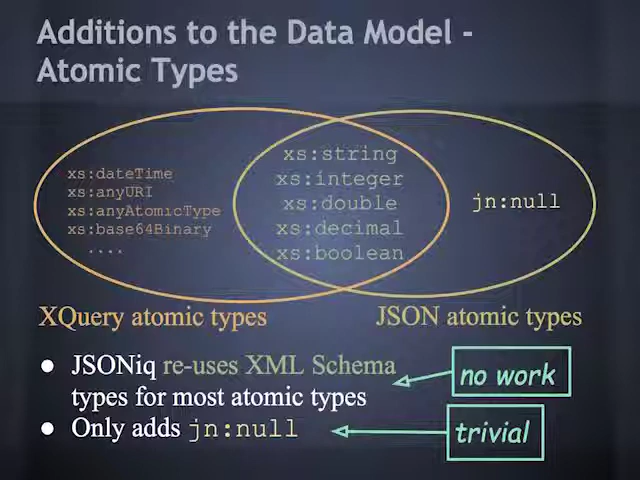 Additions to the Data Model -
Atomic Types
xs:dateTime
xs:anyURI
xs:anyAtomicType
xs:base64Binary
....
xs:string
xs:integer
xs:double
xs:decimal
xs:boolean
jn:null
XQuery atomic types
JSON atomic types
● JSONiq re-uses XML Schema
types for most atomic types
no work
● Only adds jn:null
trivial